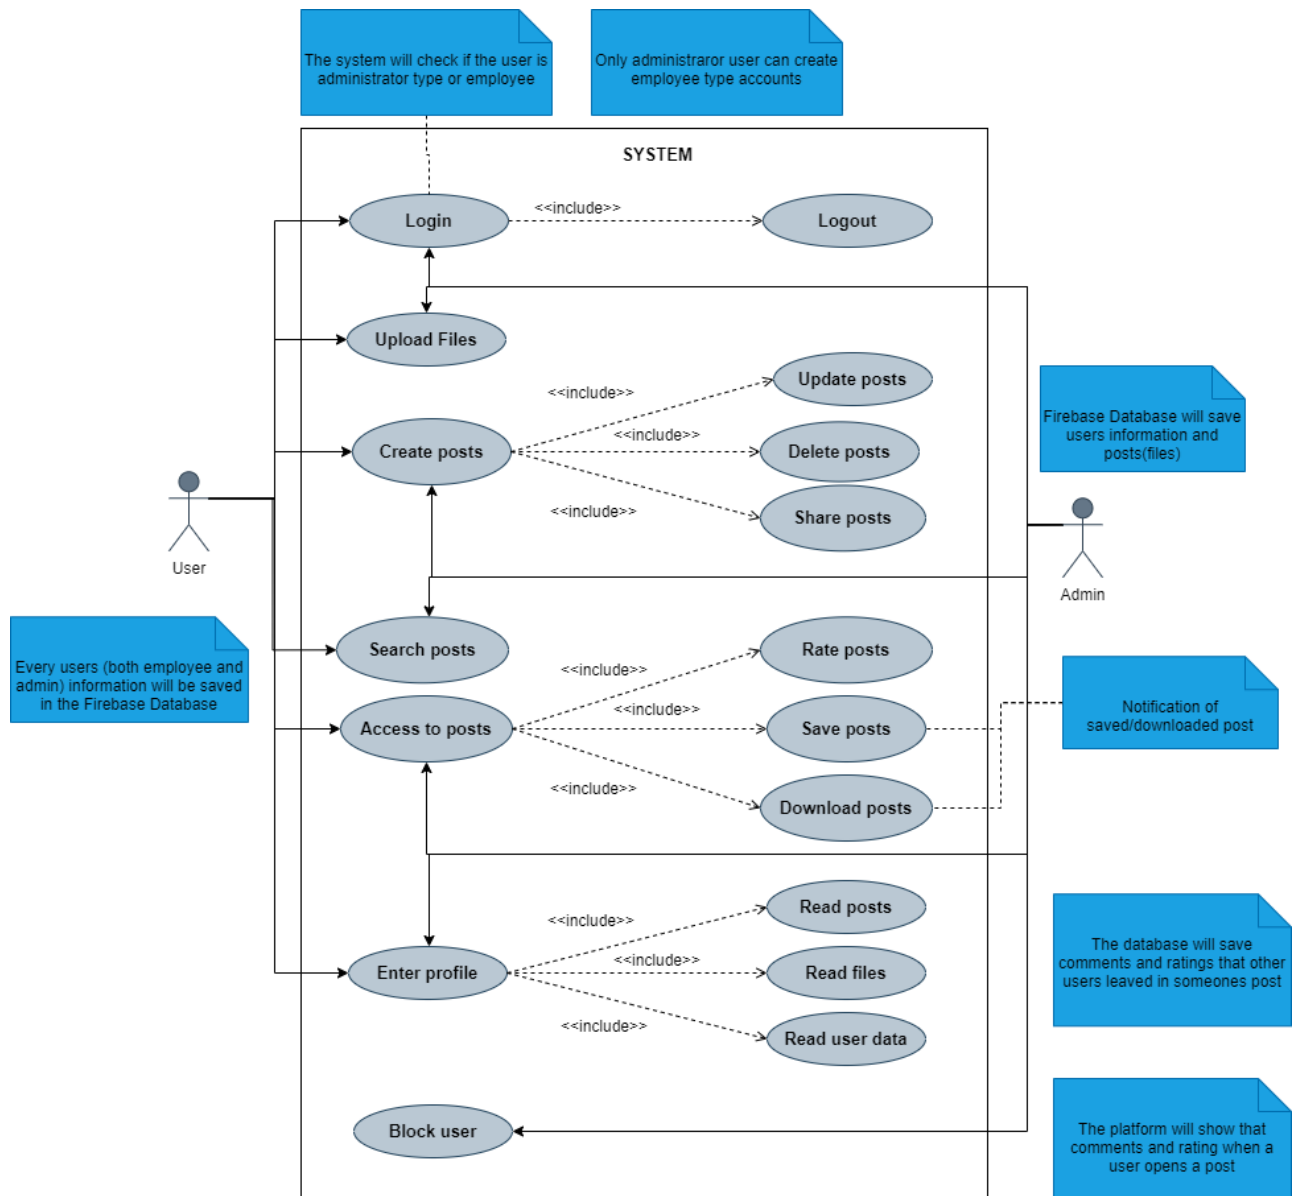 The system will check if the user is
administrator type or employee
Only administraror user can create
employee type accounts
SYSTEM
Login
<<include>>
Logout
Upload Files
Create posts
<<include>>
Update posts
<<include>>
Delete posts
<<include>>
Share posts
Firebase Database will save
users information and
posts(files)
User
Admin
Every users (both employee and
admin) information will be saved
in the Firebase Database
Search posts
Access to posts
<<include>>
Rate posts
<<include>>
Save posts
<<include>>
Download posts
Notification of
saved/downloaded post
Enter profile
<<include>>
Read posts
<<include>>
Read files
<<include>>
Read user data
The database will save
comments and ratings that other
users leaved in someones post
Block user
The platform will show that
comments and rating when a
user opens a post